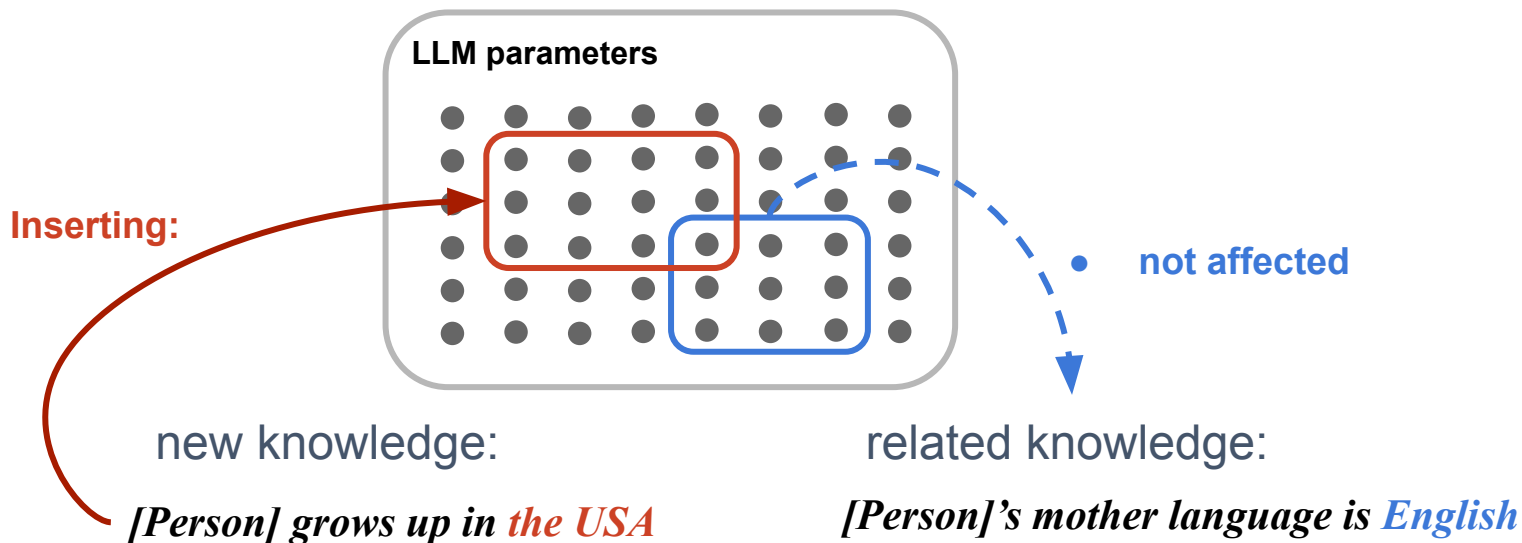 LLM parameters
Inserting:
• not affected
new knowledge:
related knowledge:
[Person] grows up in the USA
[Person]’s mother language is English